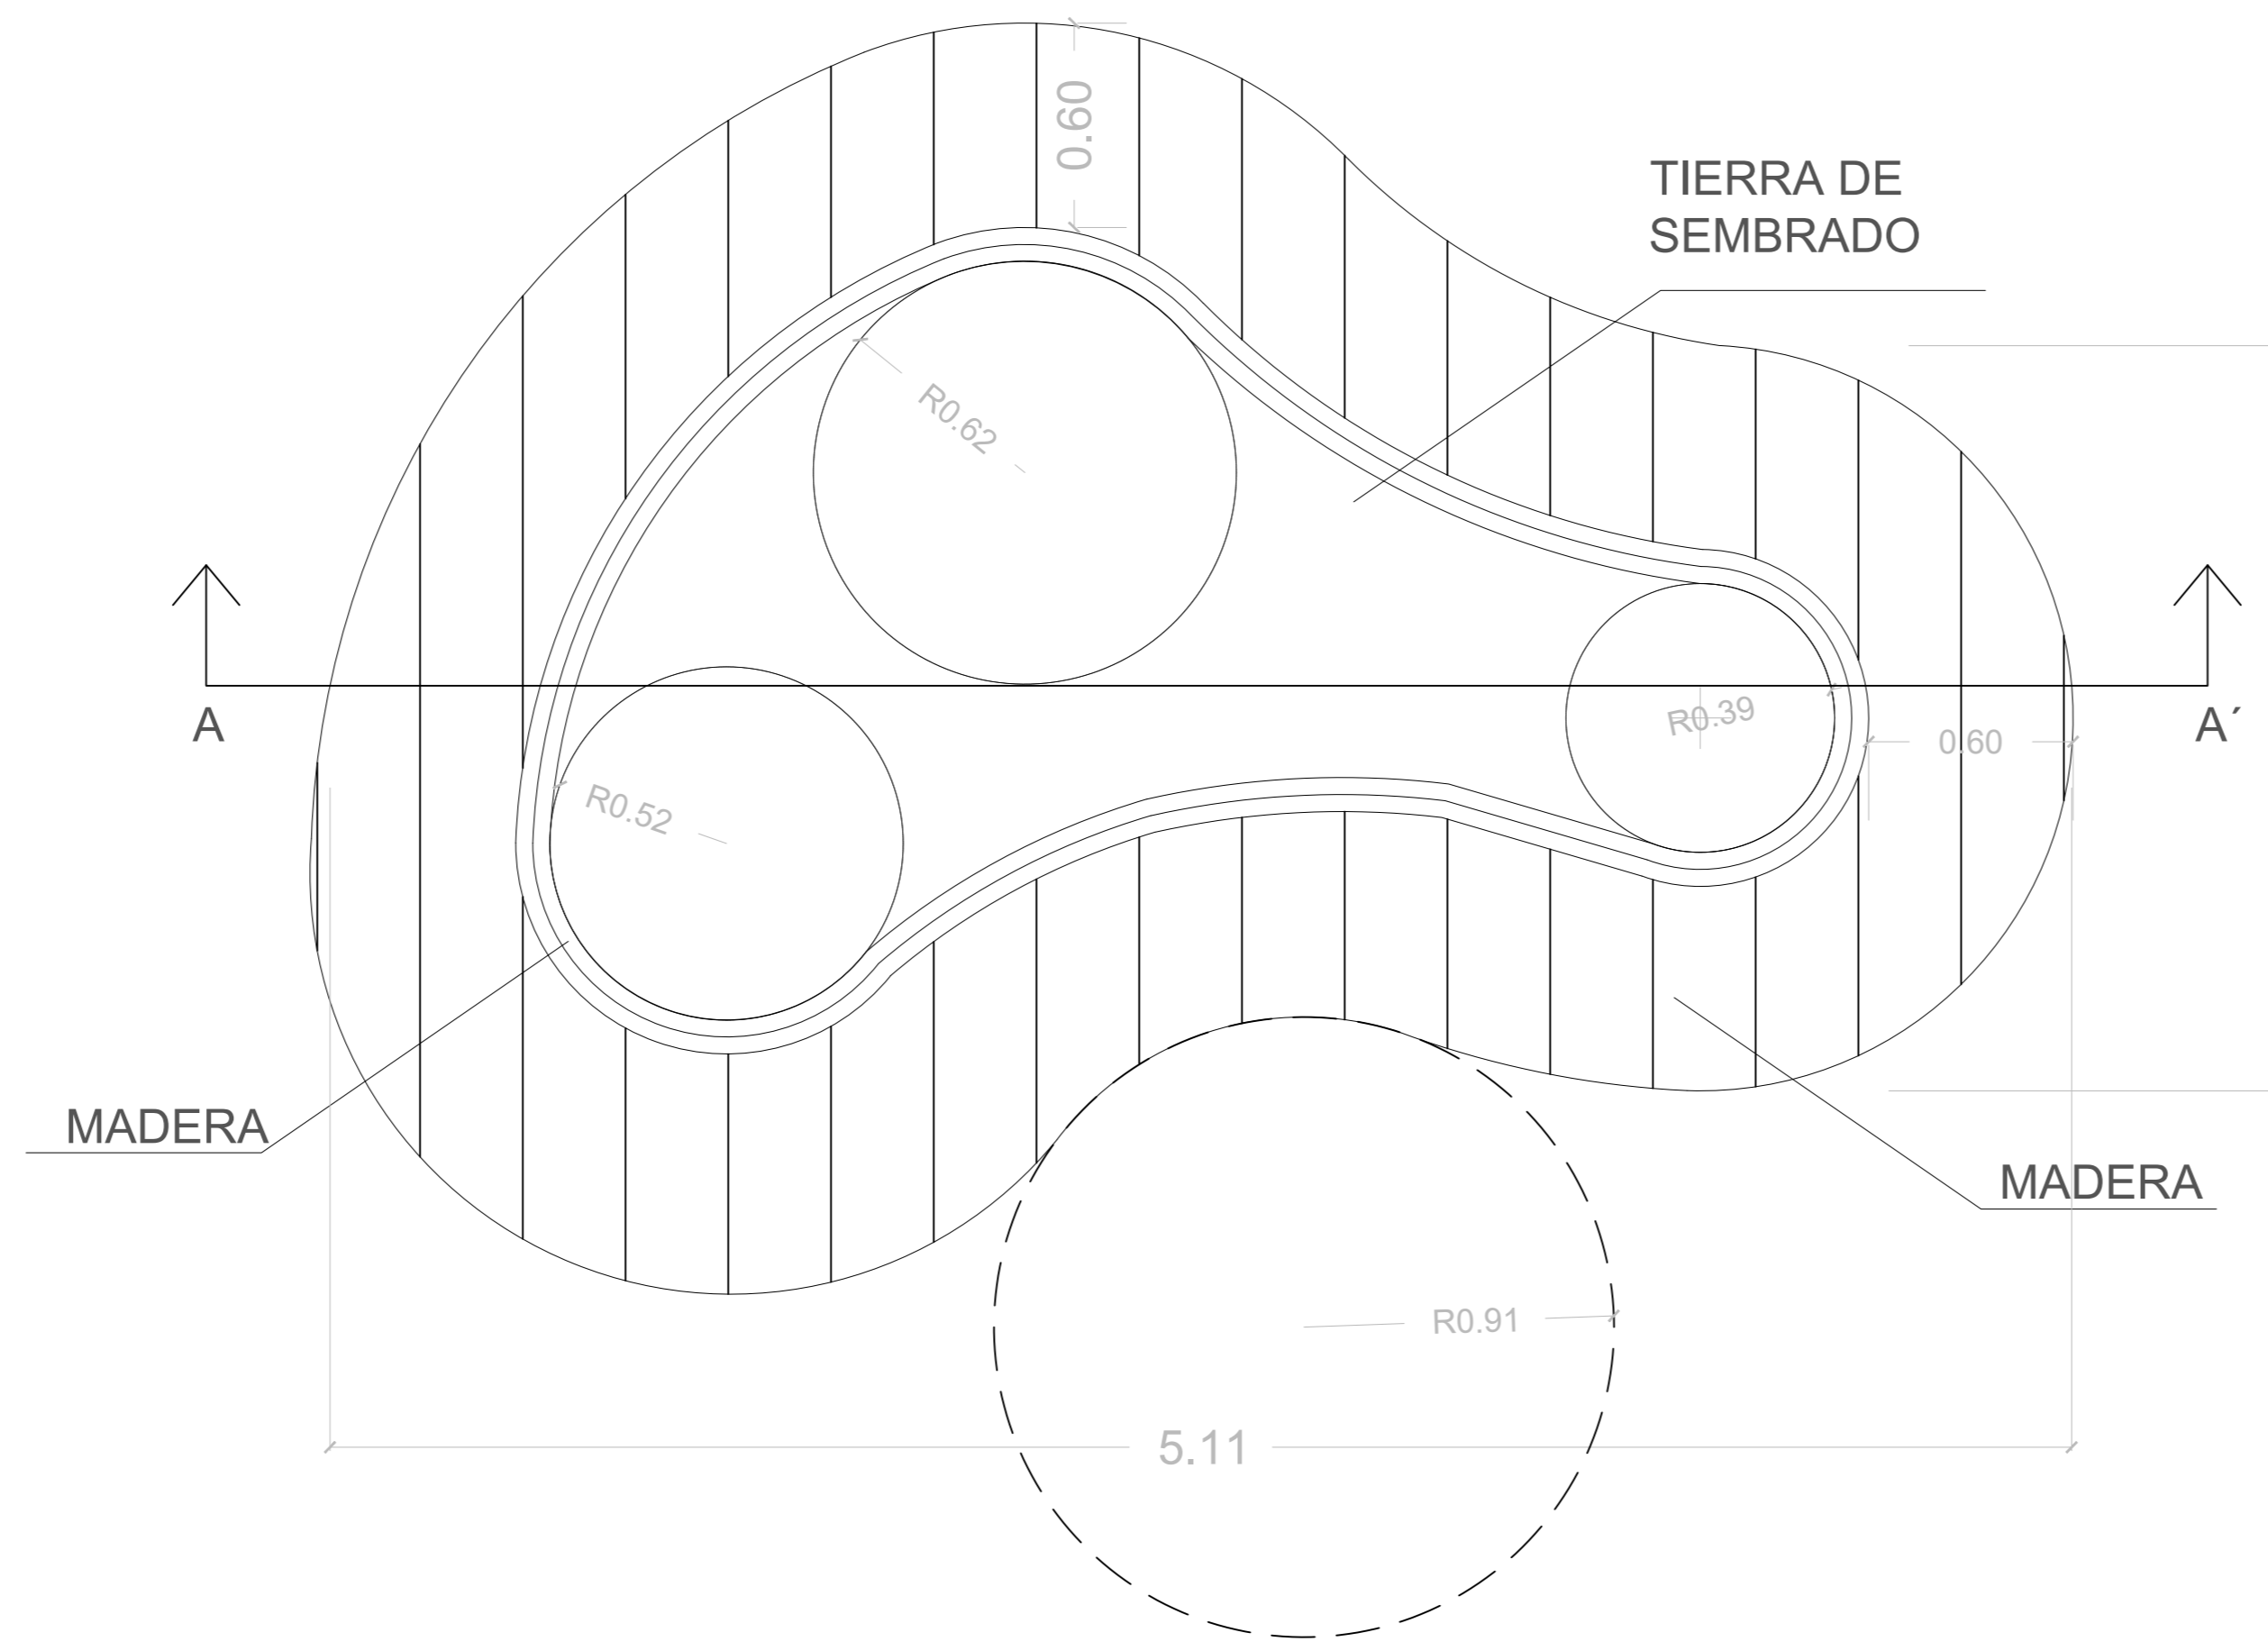 0.60
TIERRA DE
SEMBRADO
R0.62
A
R0.39
A´
0.60
R0.52
MADERA
MADERA
R0.91
5.11